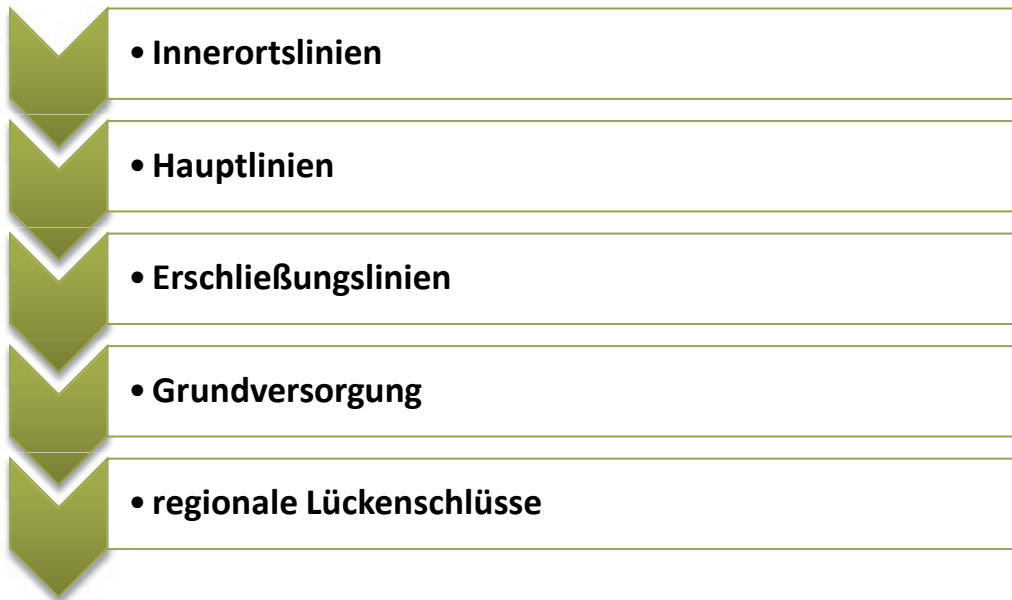 • Innerortslinien
• Hauptlinien
• Erschließungslinien
• Grundversorgung
• regionale Lückenschlüsse